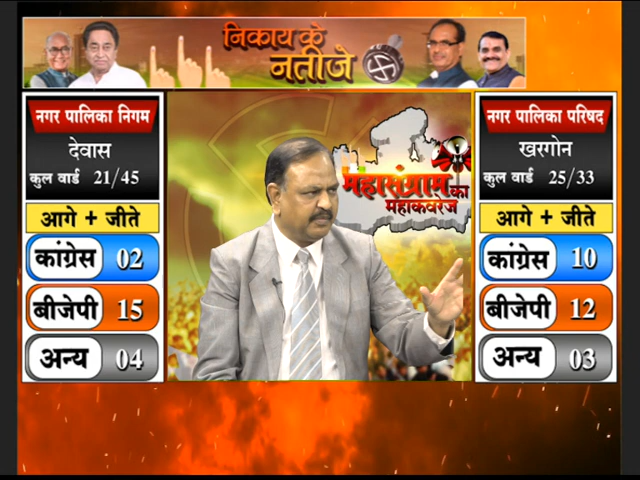 निकाय के
नतीजे
नगर पालिका निगम
देवास
कुल वार्ड 21/45
आगे + जीते
कांग्रेस 02
बीजेपी 15
अन्य 04
महासंग्राम का
महाकवरेज
नगर पालिका परिषद
खरगोन
कुल वार्ड 25/33
आगे + जीते
कांग्रेस 10
बीजेपी 12
अन्य 03